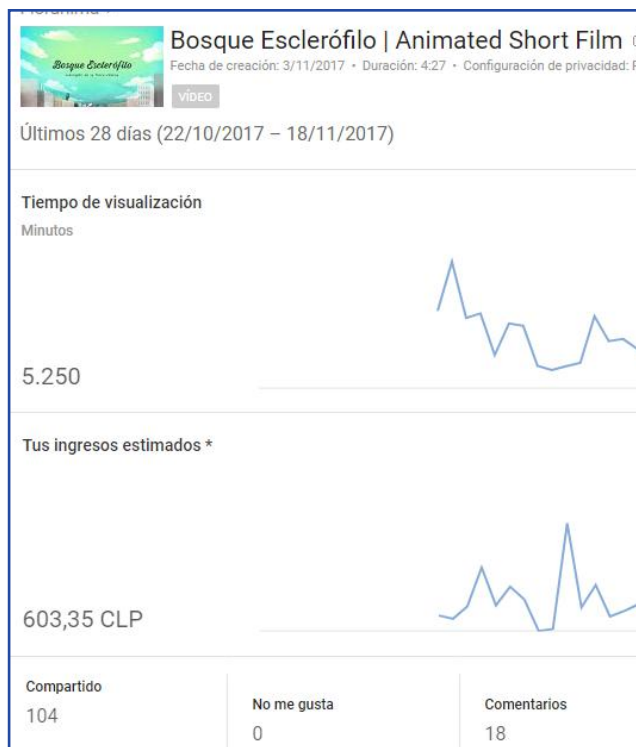 Bosque Esclerófilo | Animated Short Film
Fecha de creación: 3/11/2017 • Duración: 4:27 • Configuración de privacidad:
Bosque Esclerófilo
VÍDEO
Últimos 28 días (22/10/2017 – 18/11/2017)
Tiempo de visualización
Minutos
5.250
Tus ingresos estimados *
603,35 CLP
Compartido
104
No me gusta
0
Comentarios
18